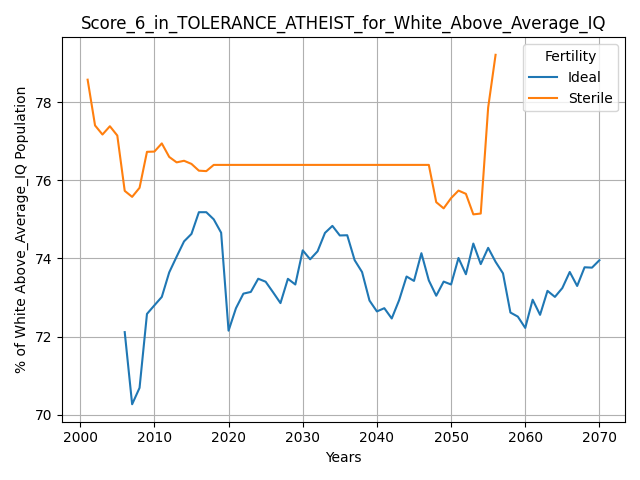 Score_6_in_TOLERANCE_ATHEIST_for_White_Above_Average_IQ
Fertility
Ideal
Sterile
% of White Above_Average_IQ Population
78
76
74
72
70
2000 2010 2020 2030 2040 2050 2060 2070
Years